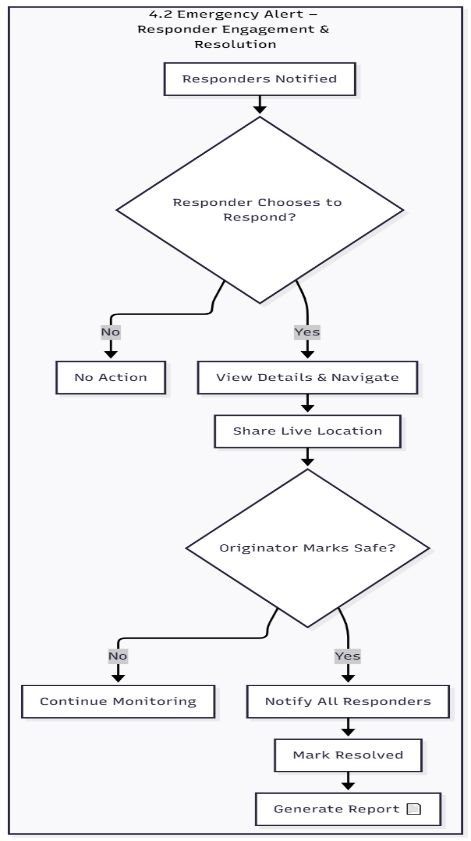 4.2 Emergency Alert –
Responder Engagement &
Resolution
Responders Notified
Responder Chooses to
Respond?
No
Yes
No Action
View Details & Navigate
Share Live Location
Originator Marks Safe?
No
Yes
Continue Monitoring
Notify All Responders
Mark Resolved
Generate Report